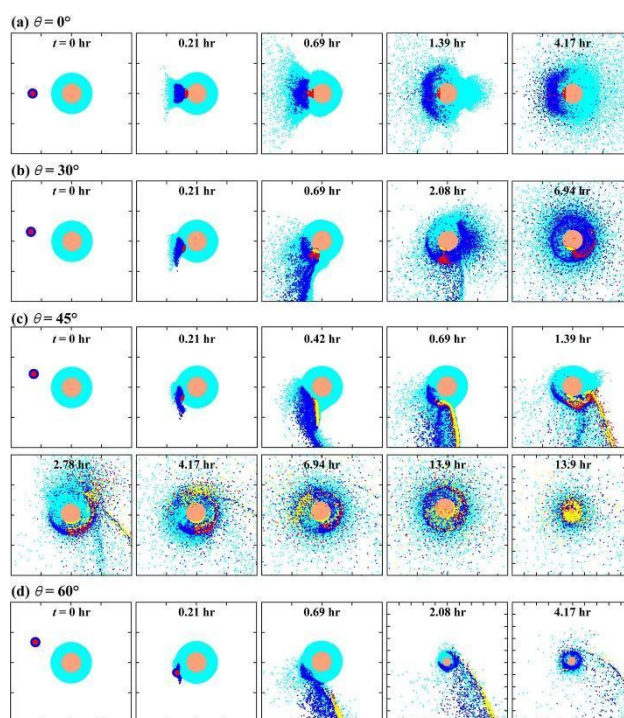 (a) θ = 0°
t = 0 hr 0.21 hr 0.69 hr 1.39 hr 4.17 hr
(b) θ = 30°
t = 0 hr 0.21 hr 0.69 hr 2.08 hr 6.94 hr
(c) θ = 45°
t = 0 hr 0.21 hr 0.42 hr 0.69 hr 1.39 hr
2.78 hr 4.17 hr 6.94 hr 13.9 hr 13.9 hr
(d) θ = 60°
t = 0 hr 0.21 hr 0.69 hr 2.08 hr 4.17 hr